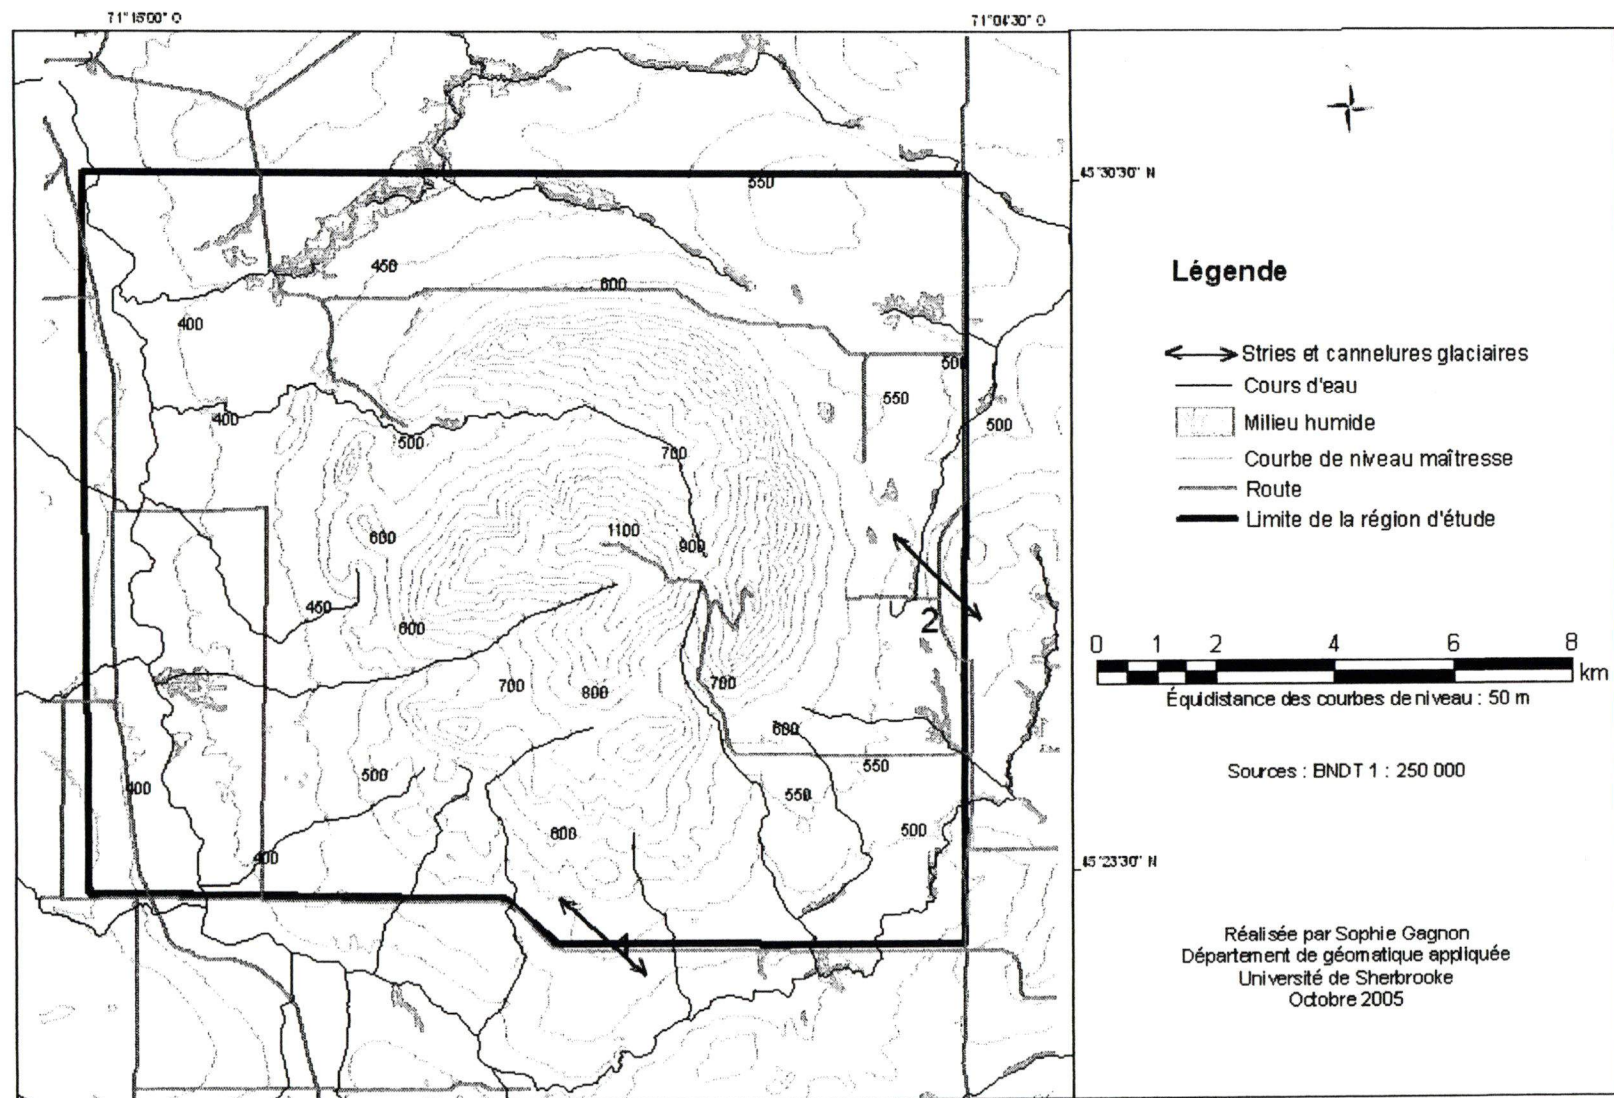 71°15'00" O
71°04'30" O
45°30'30" N
550
450
600
400
500
550
400
500
500
700
1100
600
900
450
600
2
700
800
700
600
500
550
400
550
600
500
400
45°23'30" N
Légende
Stries et cannelures glaciaires
Cours d'eau
Milieu humide
Courbe de niveau maîtresse
Route
Limite de la région d'étude
0 1 2 4 6 8 km
Équidistance des courbes de niveau : 50 m
Sources : BNDT 1 : 250 000
Réalisée par Sophie Gagnon
Département de géomatique appliquée
Université de Sherbrooke
Octobre 2005